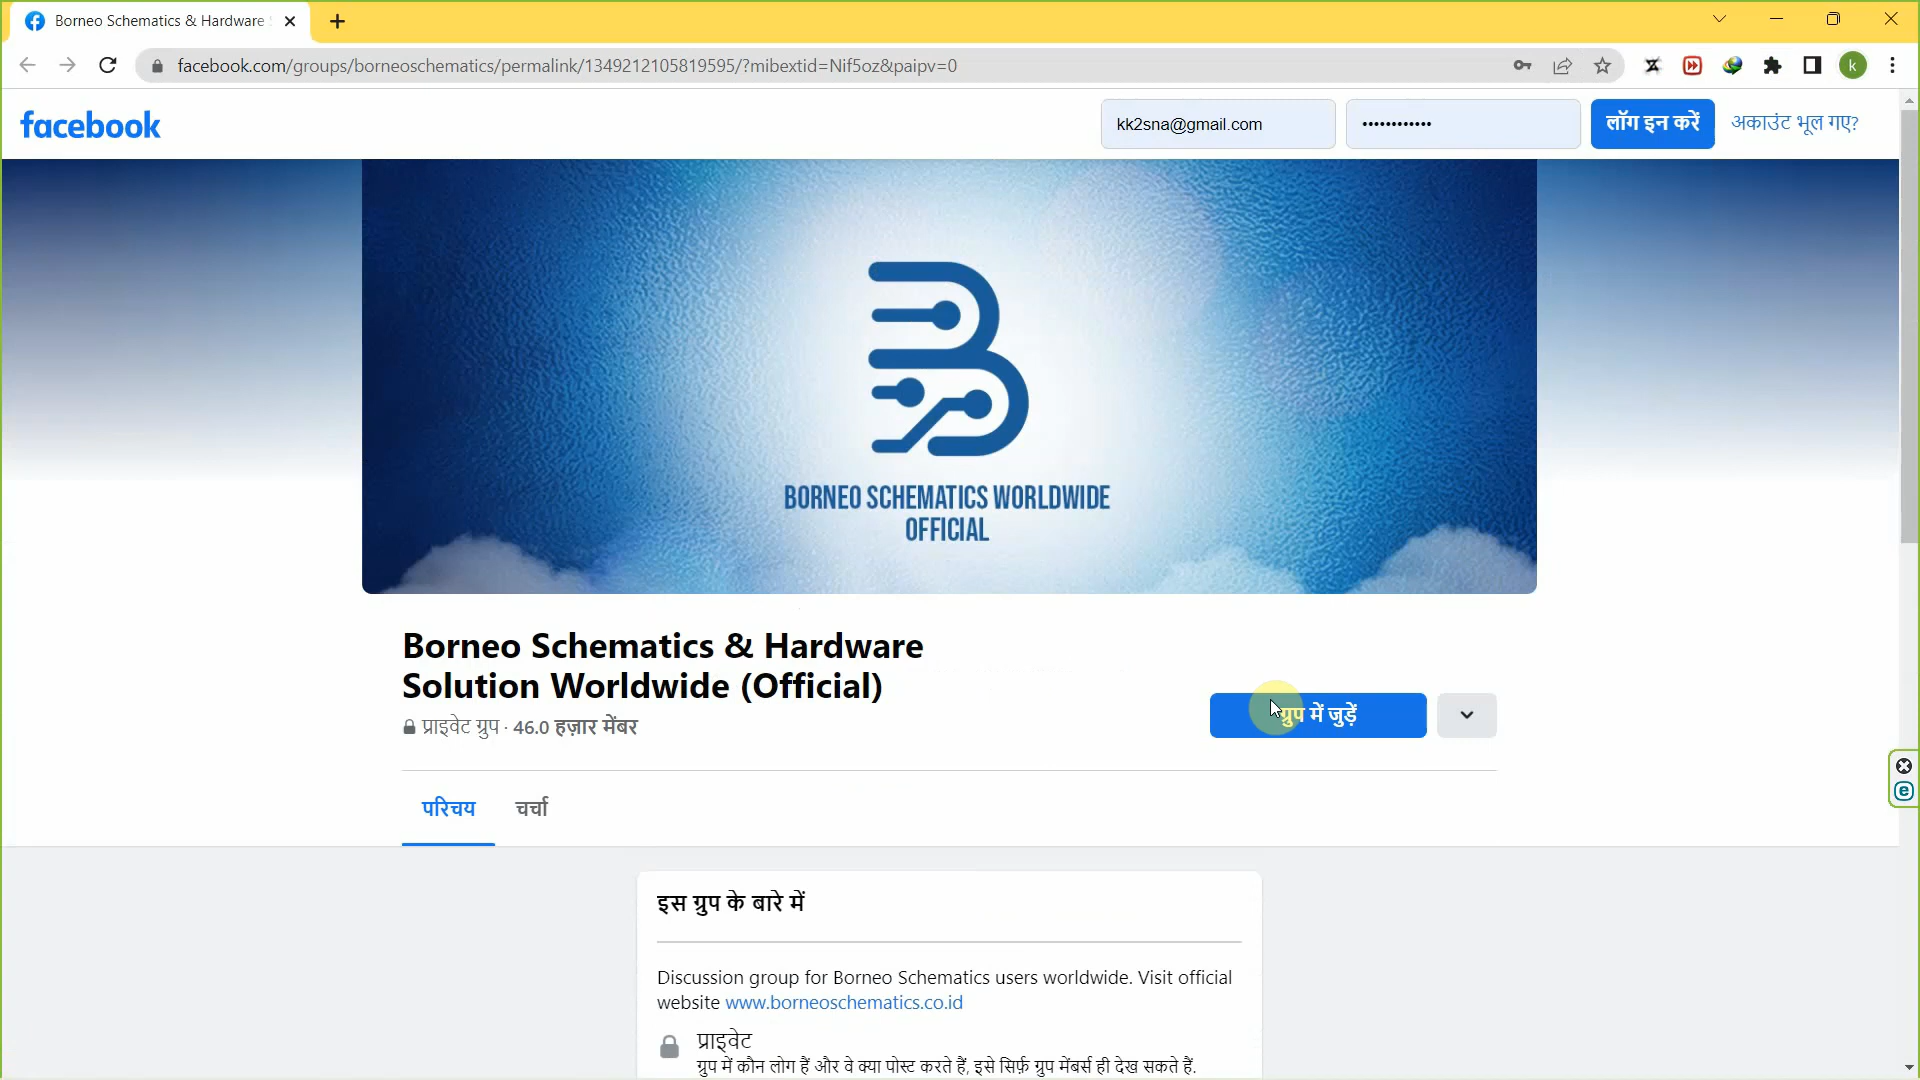 Borneo Schematics & Hardware
facebook.com/groups/borneoschematics/permalink/1349212105819595/?mibextid=Nif5oz&paipv=0
k
facebook
kk2sna@gmail.com
••••••••••••
लॉग इन करें
अकाउंट भूल गए?
BORNEO SCHEMATICS WORLDWIDE
OFFICIAL
Borneo Schematics & Hardware
Solution Worldwide (Official)
प्राइवेट ग्रुप · 46.0 हज़ार मेंबर
ग्रुप में जुड़ें
परिचय
चर्चा
इस ग्रुप के बारे में
Discussion group for Borneo Schematics users worldwide. Visit official
website www.borneoschematics.co.id
प्राइवेट
ग्रुप में कौन लोग हैं और वे क्या पोस्ट करते हैं, इसे सिर्फ़ ग्रुप मेंबर्स ही देख सकते हैं.